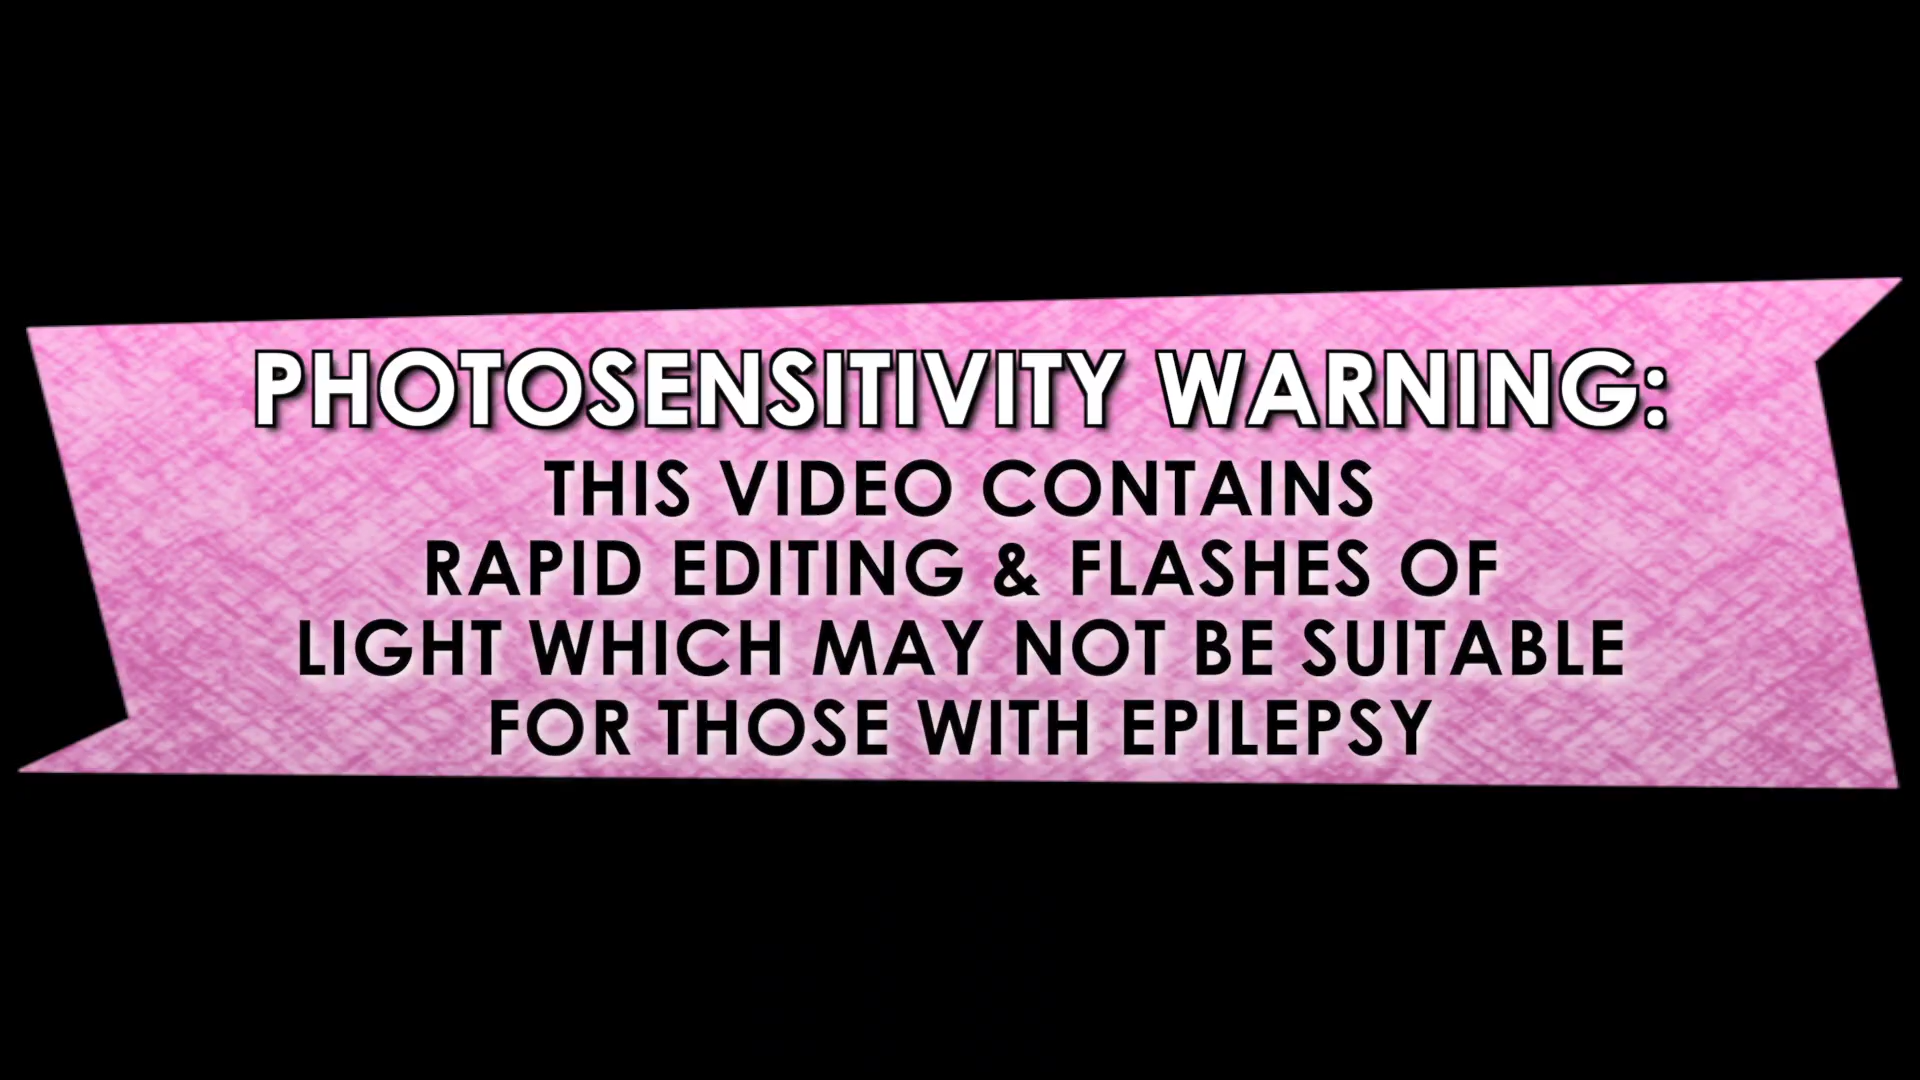 PHOTOSENSITIVITY WARNING:
THIS VIDEO CONTAINS
RAPID EDITING & FLASHES OF
LIGHT WHICH MAY NOT BE SUITABLE
FOR THOSE WITH EPILEPSY